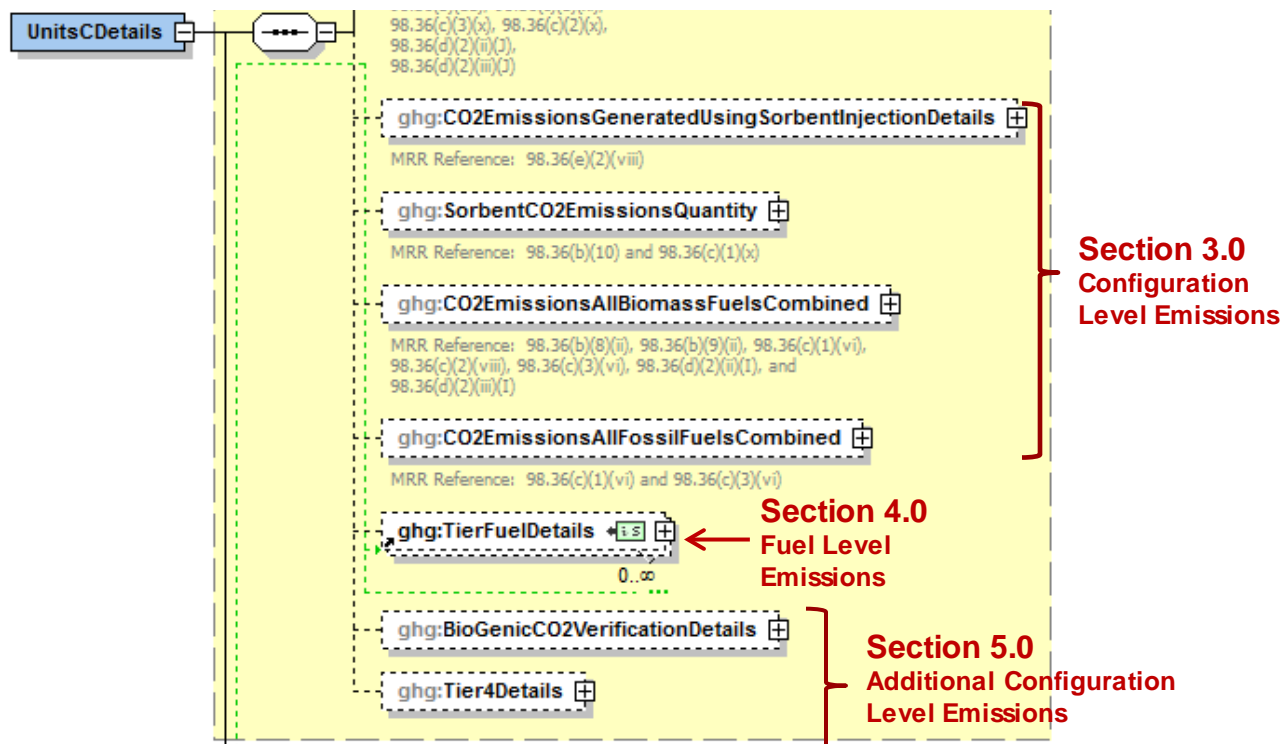 UnitsCDetails
98.36(c)(3)(x), 98.36(c)(2)(x),
98.36(d)(2)(ii)(J),
98.36(d)(2)(iii)(J)
ghg:CO2EmissionsGeneratedUsingSorbentInjectionDetails
MRR Reference: 98.36(e)(2)(viii)
ghg:SorbentCO2EmissionsQuantity
MRR Reference: 98.36(b)(10) and 98.36(c)(1)(x)
ghg:CO2EmissionsAllBiomassFuelsCombined
MRR Reference: 98.36(b)(8)(ii), 98.36(b)(9)(ii), 98.36(c)(1)(vi),
98.36(c)(2)(viii), 98.36(c)(3)(vi), 98.36(d)(2)(ii)(I), and
98.36(d)(2)(iii)(I)
ghg:CO2EmissionsAllFossilFuelsCombined
MRR Reference: 98.36(c)(1)(vi) and 98.36(c)(3)(vi)
Section 3.0
Configuration
Level Emissions
ghg:TierFuelDetails
is
0..∞
Section 4.0
Fuel Level
Emissions
ghg:BioGenicCO2VerificationDetails
ghg:Tier4Details
Section 5.0
Additional Configuration
Level Emissions